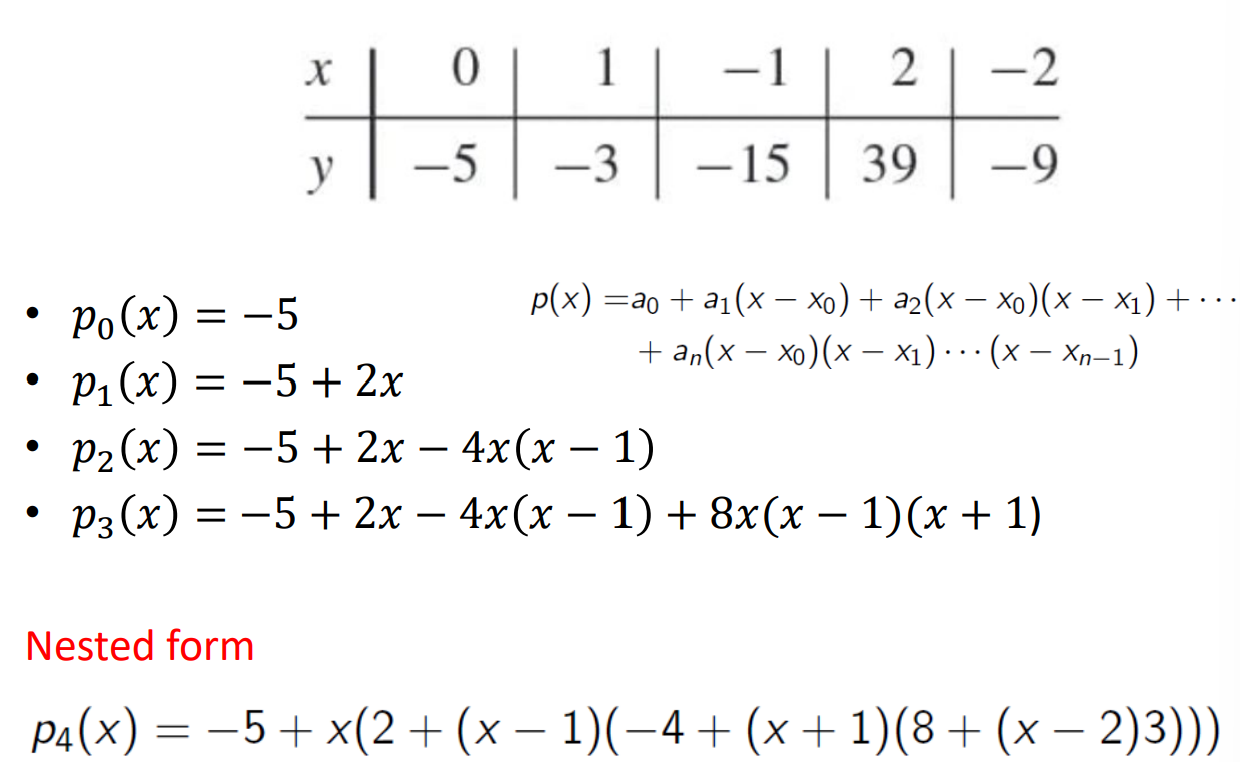 x | 0 | 1 | −1 | 2 | −2
y | −5 | −3 | −15 | 39 | −9
• p₀(x) = −5
p(x) =a₀ + a₁(x − x₀) + a₂(x − x₀)(x − x₁) + ···
+ aₙ(x − x₀)(x − x₁) ··· (x − xₙ₋₁)
• p₁(x) = −5 + 2x
• p₂(x) = −5 + 2x − 4x(x − 1)
• p₃(x) = −5 + 2x − 4x(x − 1) + 8x(x − 1)(x + 1)
Nested form
p₄(x) = −5 + x(2 + (x − 1)(−4 + (x + 1)(8 + (x − 2)3)))